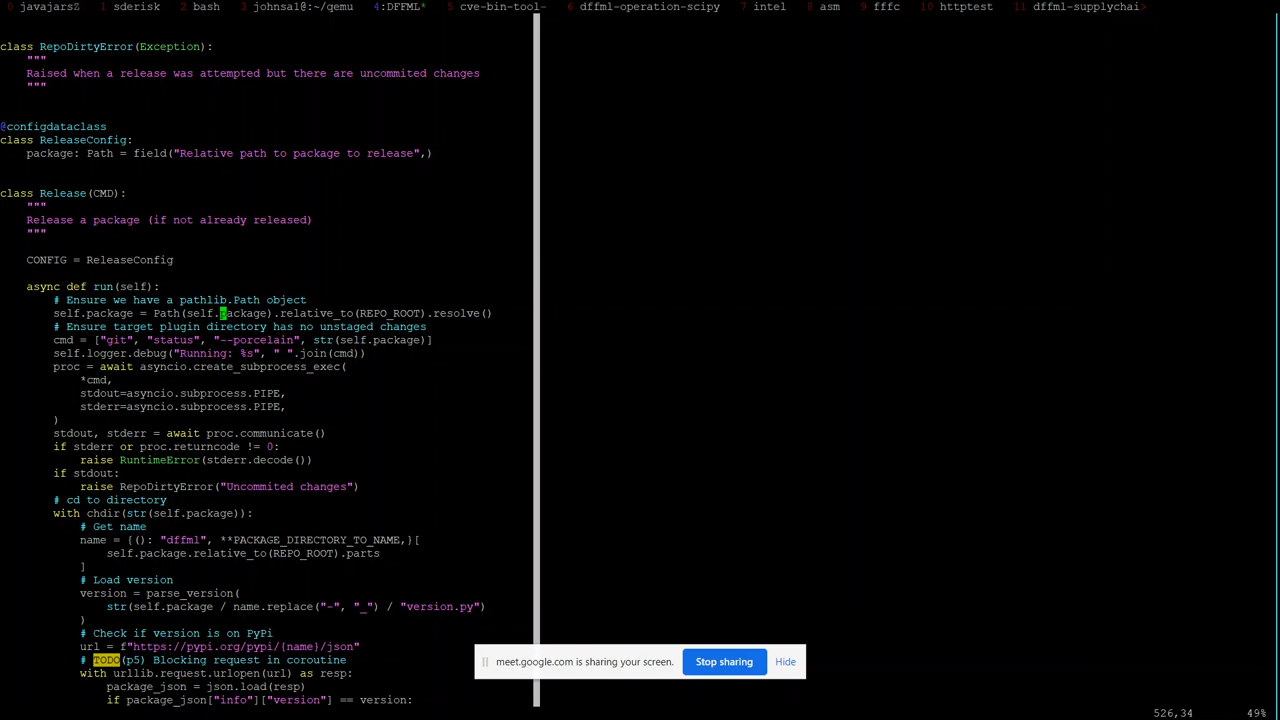 0 javajarsZ 1 sderisk 2 bash 3 johnsa1@:~/qemu 4:DFFML* 5 cve-bin-tool- 6 dffml-operation-scipy 7 intel 8 asm 9 fffc 10 httptest 11 dffml-supplychai>
class RepoDirtyError(Exception):
"""
Raised when a release was attempted but there are uncommited changes
"""
@configdataclass
class ReleaseConfig:
package: Path = field("Relative path to package to release",)
class Release(CMD):
"""
Release a package (if not already released)
"""
CONFIG = ReleaseConfig
async def run(self):
# Ensure we have a pathlib.Path object
self.package = Path(self.package).relative_to(REPO_ROOT).resolve()
# Ensure target plugin directory has no unstaged changes
cmd = ["git", "status", "--porcelain", str(self.package)]
self.logger.debug("Running: %s", " ".join(cmd))
proc = await asyncio.create_subprocess_exec(
*cmd,
stdout=asyncio.subprocess.PIPE,
stderr=asyncio.subprocess.PIPE,
)
stdout, stderr = await proc.communicate()
if stderr or proc.returncode != 0:
raise RuntimeError(stderr.decode())
if stdout:
raise RepoDirtyError("Uncommited changes")
# cd to directory
with chdir(str(self.package)):
# Get name
name = {(): "dffml", **PACKAGE_DIRECTORY_TO_NAME,}[
self.package.relative_to(REPO_ROOT).parts
]
# Load version
version = parse_version(
str(self.package / name.replace("-", "_") / "version.py")
)
# Check if version is on PyPi
url = f"https://pypi.org/pypi/{name}/json"
# TODO(p5) Blocking request in coroutine
with urllib.request.urlopen(url) as resp:
package_json = json.load(resp)
if package_json["info"]["version"] == version:
meet.google.com is sharing your screen. Stop sharing Hide
526,34 49%